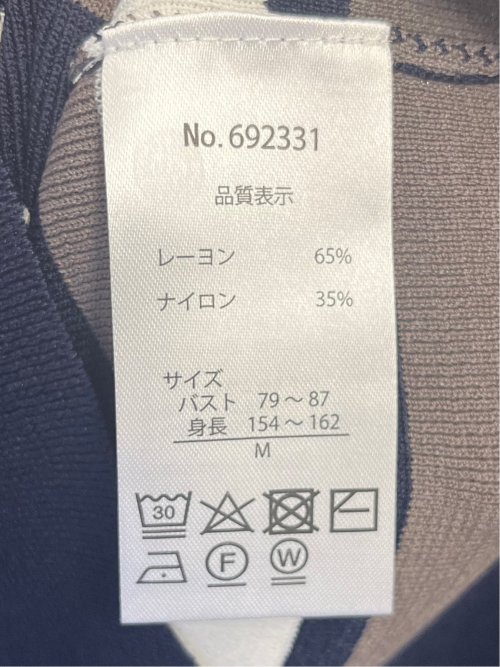 No. 692331
品質表示
レーヨン 65%
ナイロン 35%
サイズ
バスト 79～87
身長 154～162
M
30
F W